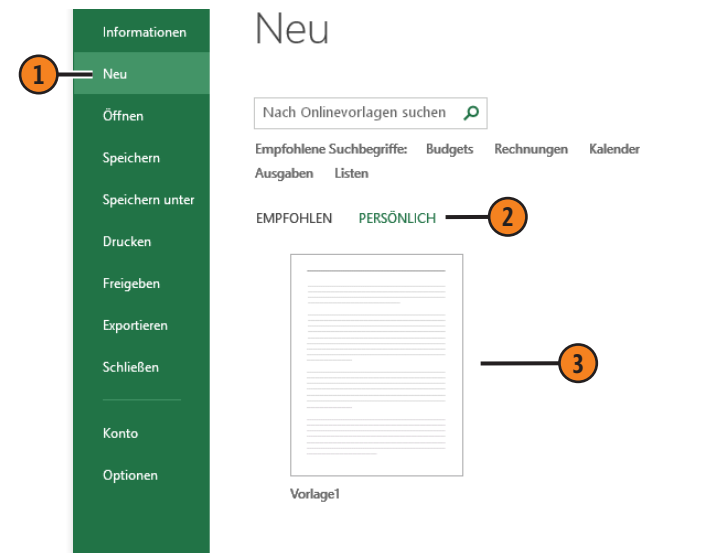 Informationen
Neu
Öffnen
Speichern
Speichern unter
Drucken
Freigeben
Exportieren
Schließen
Konto
Optionen
1
Neu
Nach Onlinevorlagen suchen
Empfohlene Suchbegriffe: Budgets Rechnungen Kalender
Ausgaben Listen
EMPFOHLEN PERSÖNLICH 2
3
Vorlage1